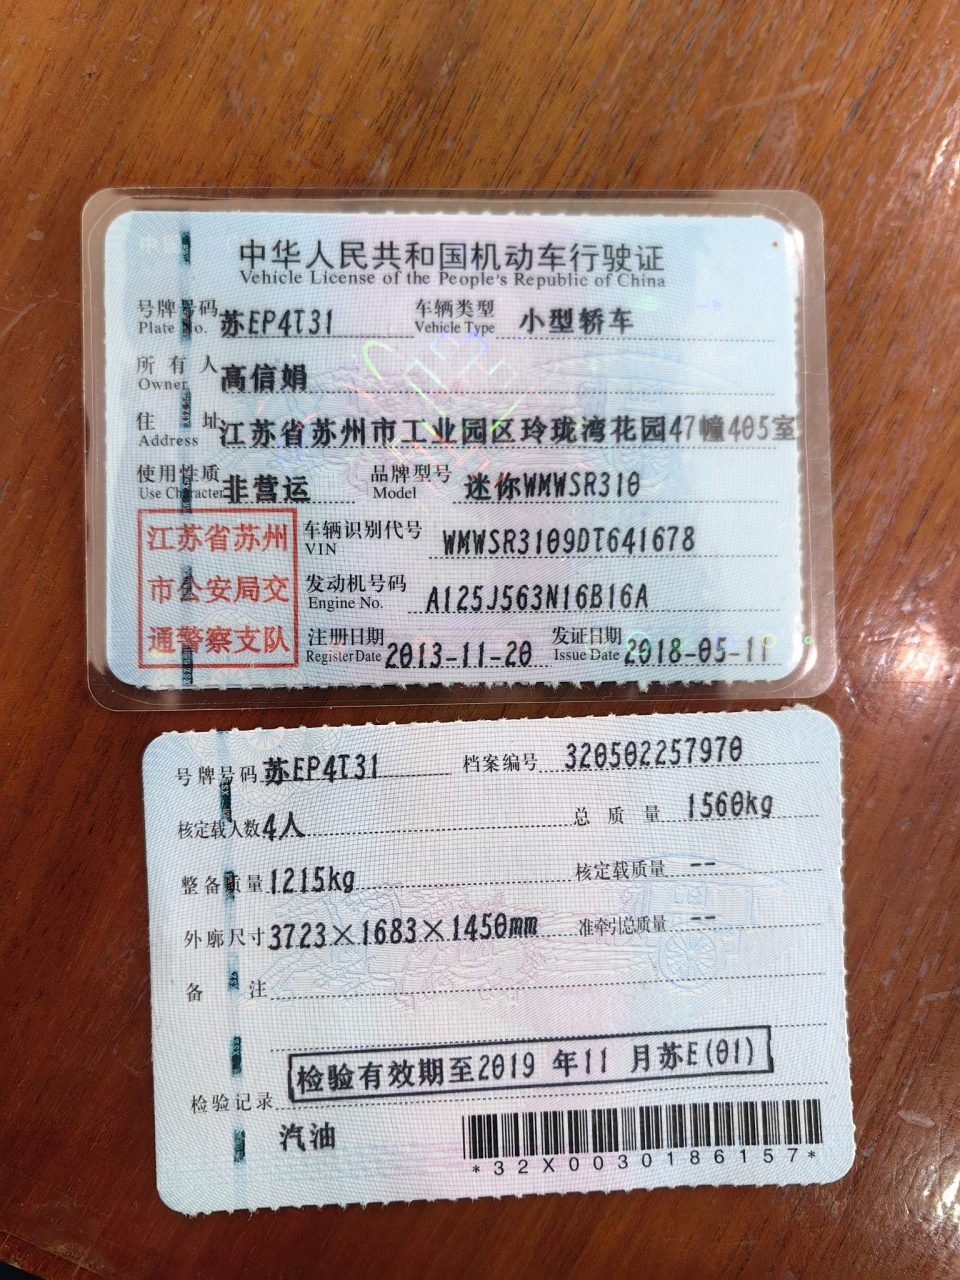 中华人民共和国机动车行驶证
Vehicle License of the People's Republic of China
号牌号码 苏EP4T31 车辆类型 小型轿车
Plate No. Vehicle Type
所有人 高信娟
Owner
住址 江苏省苏州市工业园区玲珑湾花园47幢405室
Address
使用性质 非营运 品牌型号 迷你WMWSR310
Use Character Model
江苏省苏州
市公安局交
通警察支队
车辆识别代号 WMWSR3109DT641678
VIN
发动机号码 A125J563N16B16A
Engine No.
注册日期 2013-11-20 发证日期 2018-05-11
Register Date Issue Date
号牌号码 苏EP4T31 档案编号 320502257970
核定载人数 4人 总质量 1560kg
整备质量 1215kg 核定载质量 --
外廓尺寸 3723×1683×1450mm 准牵引总质量 --
备注
检验有效期至2019 年11 月苏E(01)
检验记录
汽油
*32X0030186157*